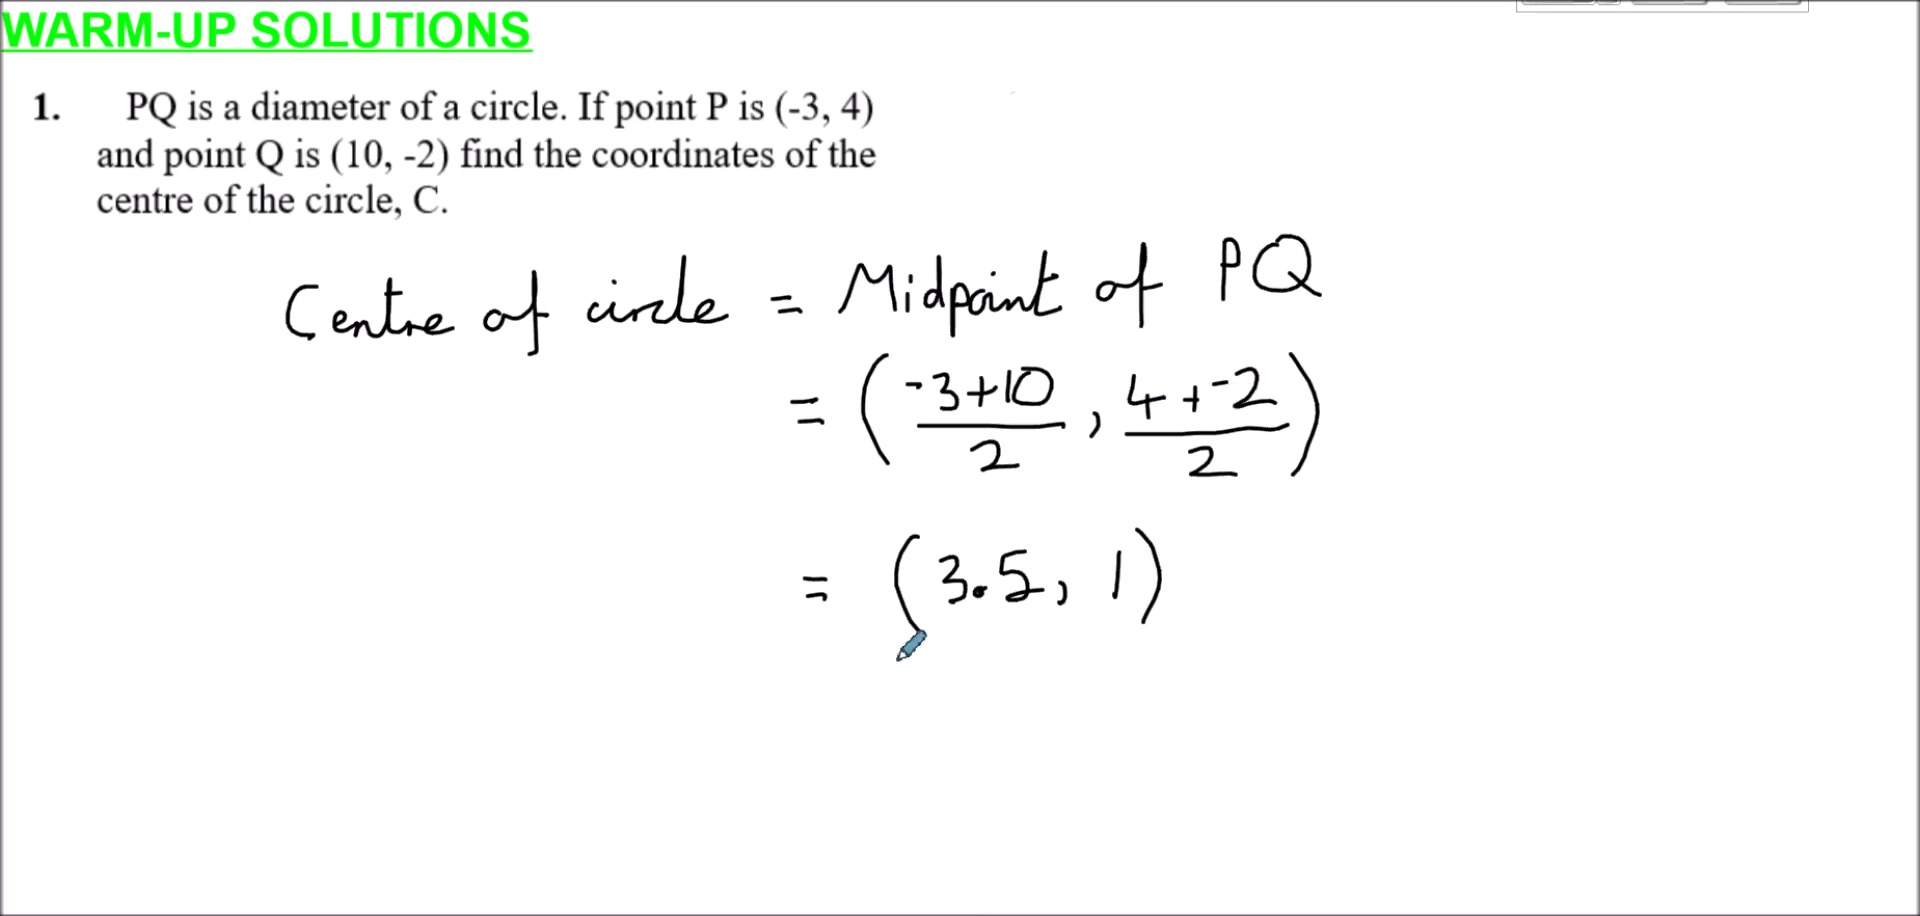 WARM-UP SOLUTIONS
1. PQ is a diameter of a circle. If point P is (-3, 4)
and point Q is (10, -2) find the coordinates of the
centre of the circle, C.
Centre of circle = Midpoint of PQ
= (-3+10/2, 4+-2/2)
= (3.5, 1)